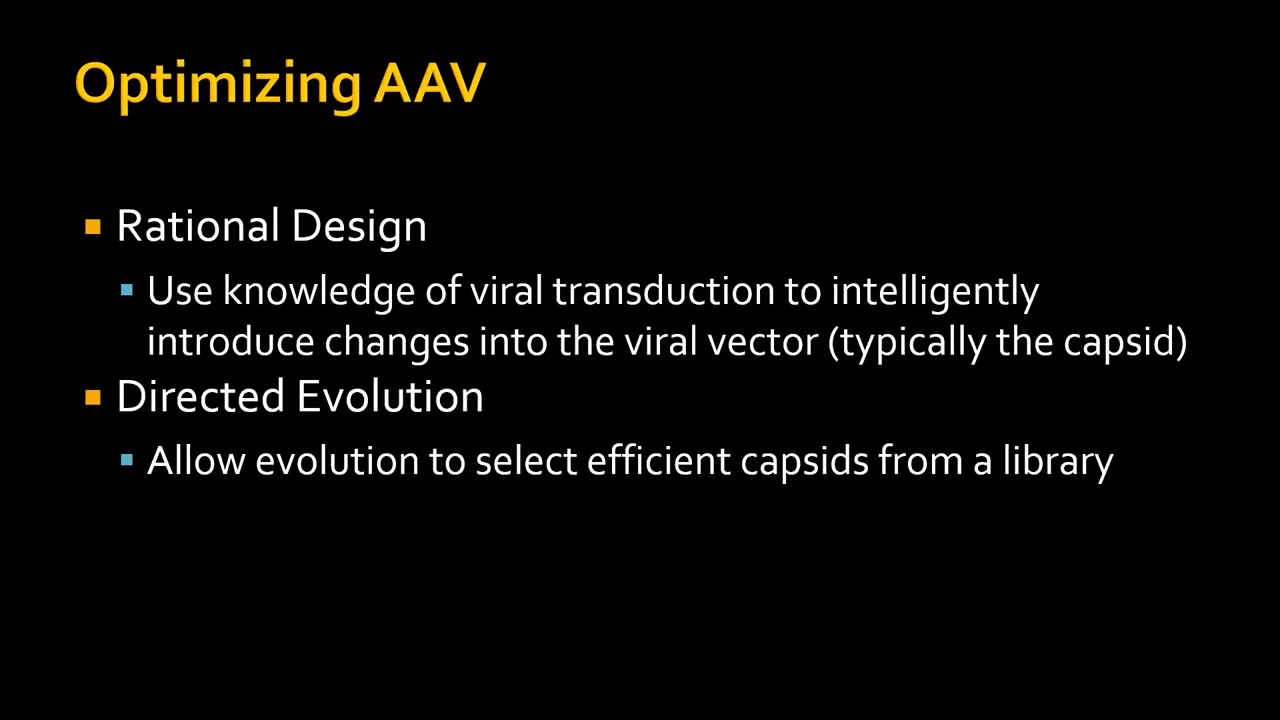 Optimizing AAV
Rational Design
Use knowledge of viral transduction to intelligently
introduce changes into the viral vector (typically the capsid)
Directed Evolution
Allow evolution to select efficient capsids from a library